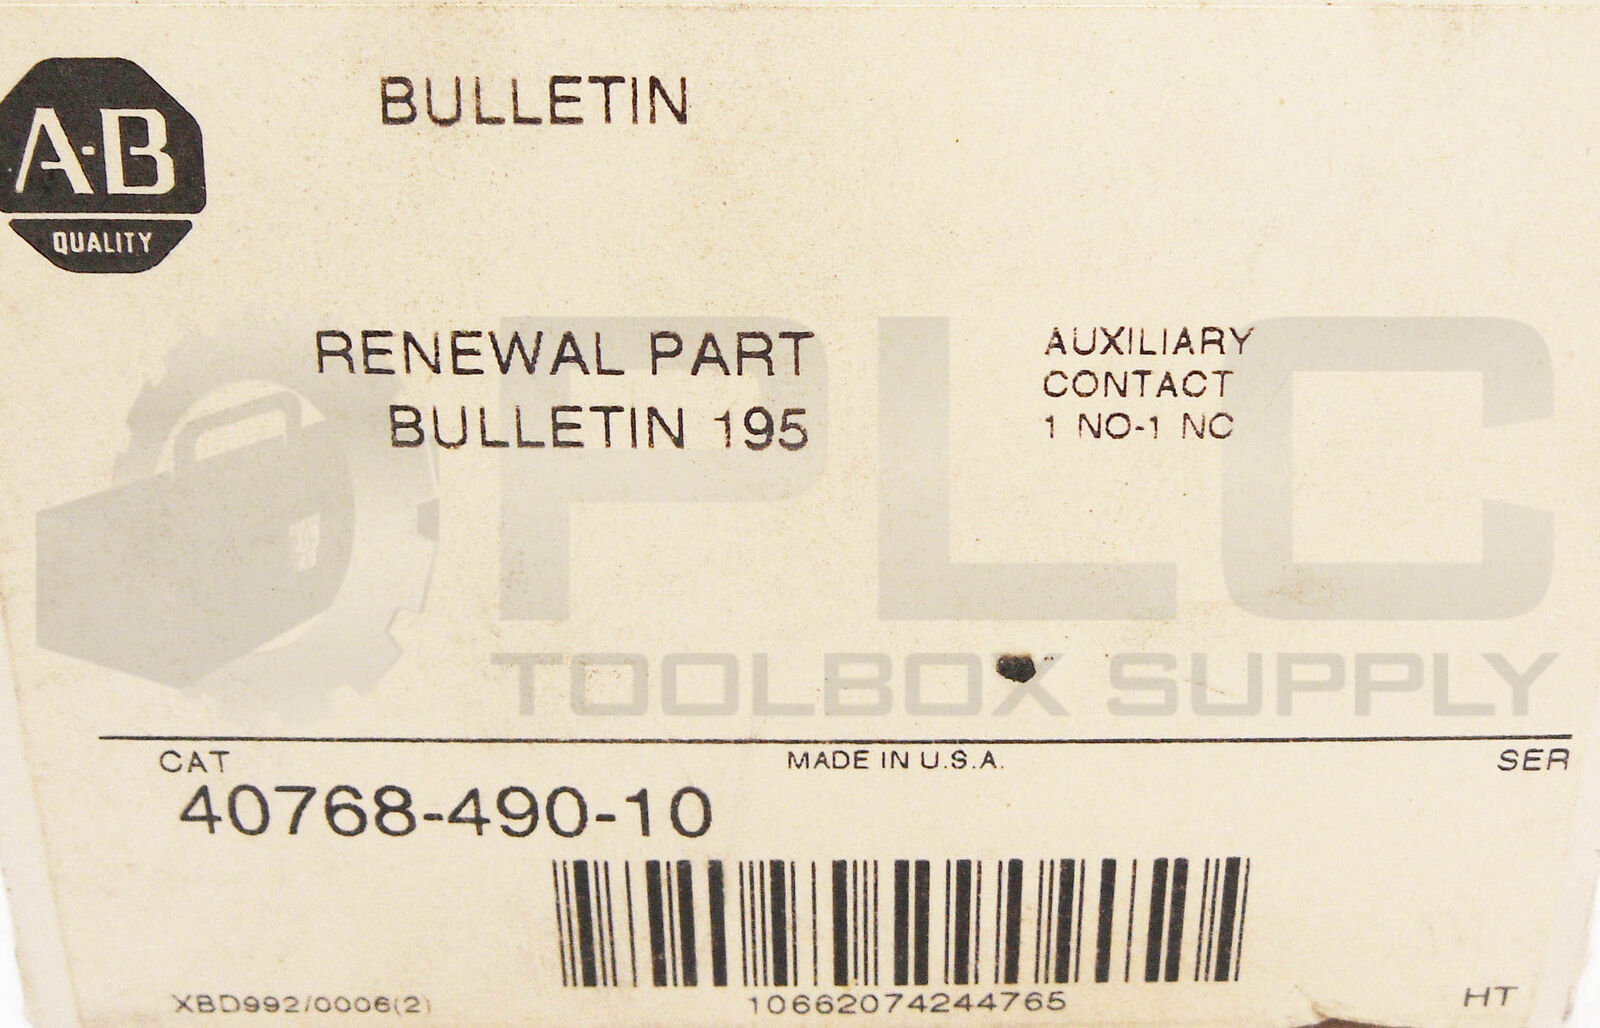 A-B
QUALITY
BULLETIN
RENEWAL PART
BULLETIN 195
AUXILIARY
CONTACT
1 NO-1 NC
PLC
TOOLBOX SUPPLY
CAT
MADE IN U.S.A.
SER
40768-490-10
XBD992/0006(2)
10662074244765
HT